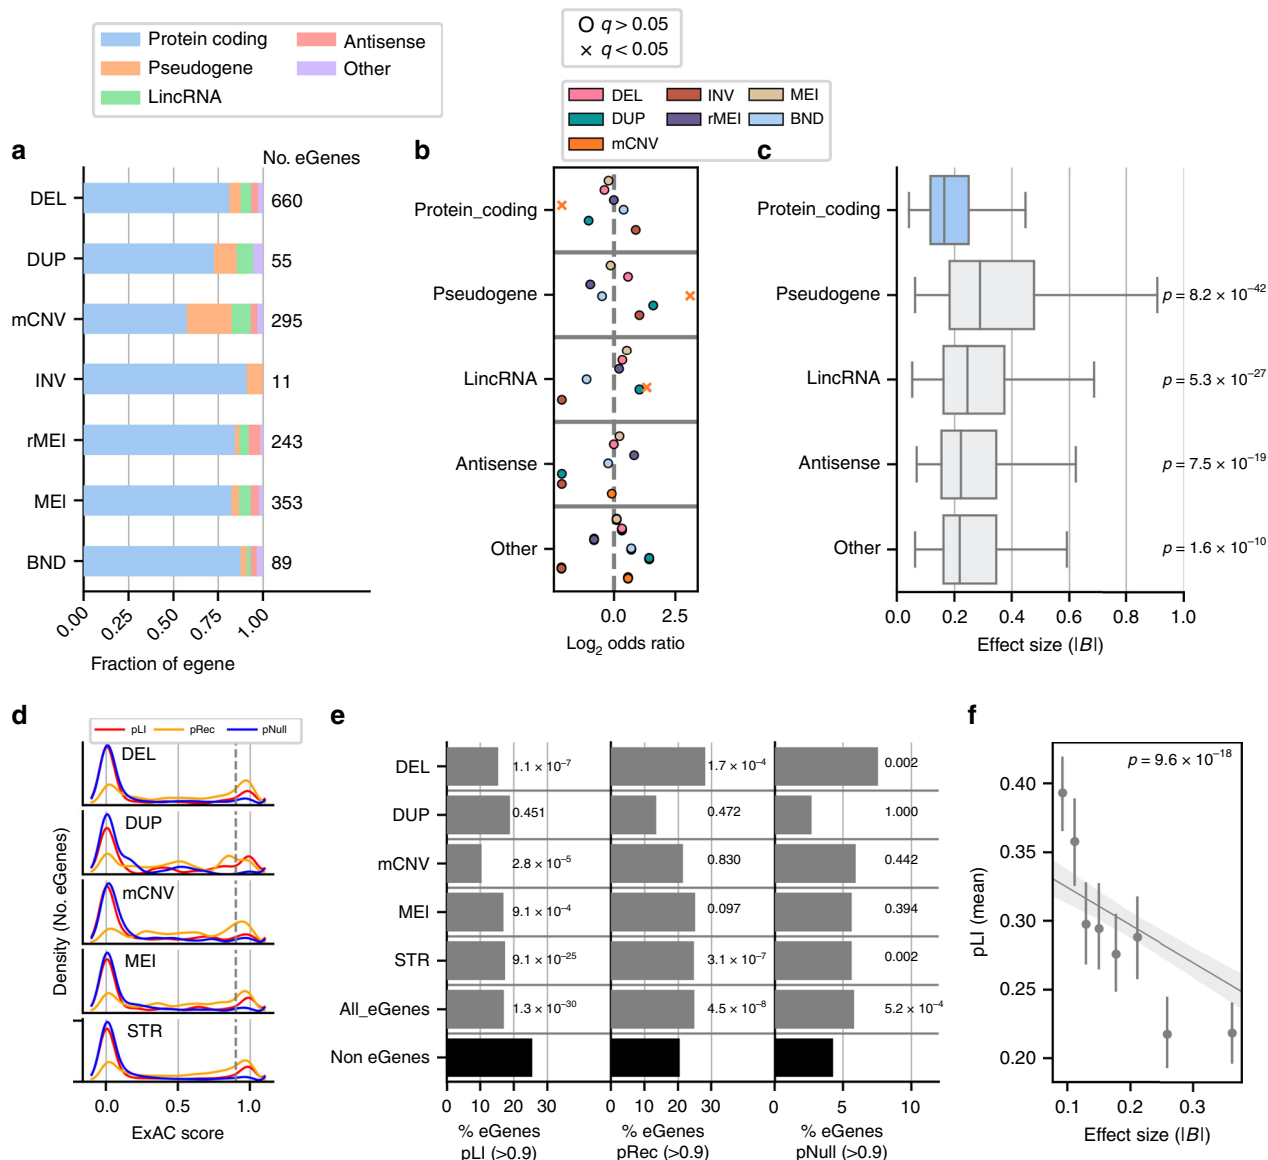 Protein coding
Antisense
Pseudogene
Other
LincRNA
O q > 0.05
× q < 0.05
DEL
INV
MEI
DUP
rMEI
BND
mCNV
a
No. eGenes
DEL
660
DUP
55
mCNV
295
INV
11
rMEI
243
MEI
353
BND
89
0.00
0.25
0.50
0.75
1.00
Fraction of egene
b
Protein_coding
Pseudogene
LincRNA
Antisense
Other
0.0
2.5
Log2 odds ratio
c
Protein_coding
Pseudogene
p = 8.2 × 10−42
LincRNA
p = 5.3 × 10−27
Antisense
p = 7.5 × 10−19
Other
p = 1.6 × 10−10
0.0
0.2
0.4
0.6
0.8
1.0
Effect size (|B|)
d
pLI
pRec
pNull
DEL
DUP
mCNV
MEI
STR
Density (No. eGenes)
0.0
0.5
1.0
ExAC score
e
DEL
1.1 × 10−7
1.7 × 10−4
0.002
DUP
0.451
0.472
1.000
mCNV
2.8 × 10−5
0.830
0.442
MEI
9.1 × 10−4
0.097
0.394
STR
9.1 × 10−25
3.1 × 10−7
0.002
All_eGenes
1.3 × 10−30
4.5 × 10−8
5.2 × 10−4
Non eGenes
0
10
20
30
0
10
20
30
0
5
10
% eGenes
pLI (>0.9)
% eGenes
pRec (>0.9)
% eGenes
pNull (>0.9)
f
p = 9.6 × 10−18
0.40
0.35
0.30
0.25
0.20
pLI (mean)
0.1
0.2
0.3
Effect size (|B|)